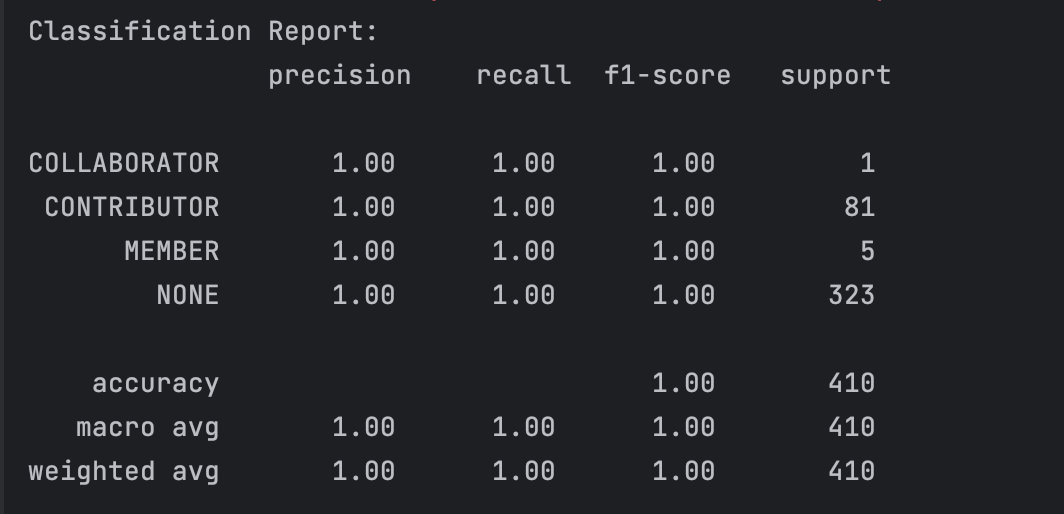 Classification Report:
precision recall f1-score support
COLLABORATOR 1.00 1.00 1.00 1
CONTRIBUTOR 1.00 1.00 1.00 81
MEMBER 1.00 1.00 1.00 5
NONE 1.00 1.00 1.00 323
accuracy 1.00 410
macro avg 1.00 1.00 1.00 410
weighted avg 1.00 1.00 1.00 410